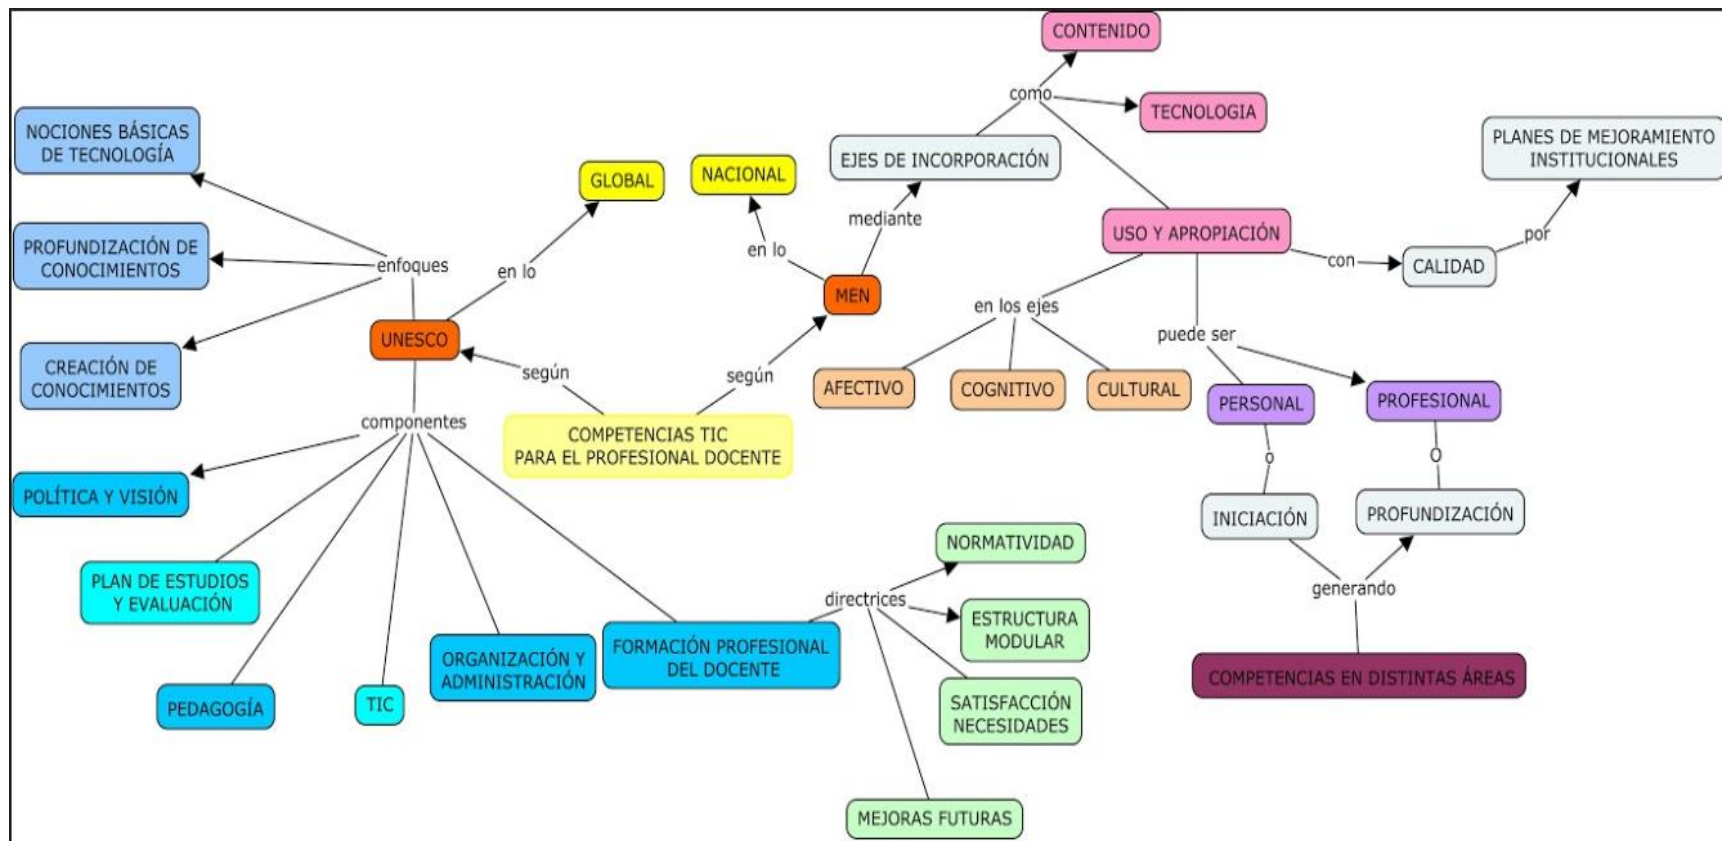 CONTENIDO
como
TECNOLOGIA
NOCIONES BÁSICAS
DE TECNOLOGÍA
GLOBAL
NACIONAL
EJES DE INCORPORACIÓN
PLANES DE MEJORAMIENTO
INSTITUCIONALES
mediante
PROFUNDIZACIÓN DE
CONOCIMIENTOS
enfoques
en lo
en lo
USO Y APROPIACIÓN
con
CALIDAD
por
MEN
en los ejes
puede ser
UNESCO
CREACIÓN DE
CONOCIMIENTOS
según
según
AFECTIVO
COGNITIVO
CULTURAL
PERSONAL
PROFESIONAL
componentes
COMPETENCIAS TIC
PARA EL PROFESIONAL DOCENTE
o
O
POLÍTICA Y VISIÓN
INICIACIÓN
PROFUNDIZACIÓN
NORMATIVIDAD
PLAN DE ESTUDIOS
Y EVALUACIÓN
directrices
generando
ESTRUCTURA
MODULAR
ORGANIZACIÓN Y
ADMINISTRACIÓN
FORMACIÓN PROFESIONAL
DEL DOCENTE
COMPETENCIAS EN DISTINTAS ÁREAS
PEDAGOGÍA
TIC
SATISFACCIÓN
NECESIDADES
MEJORAS FUTURAS